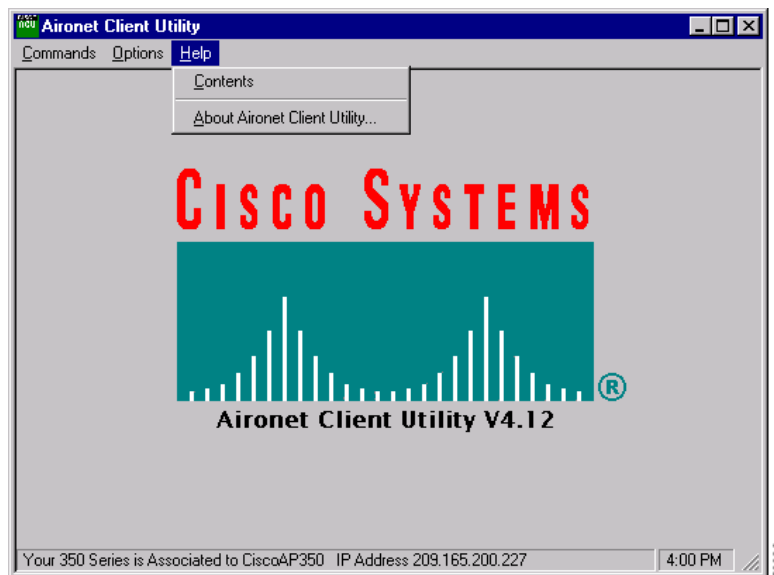 Aironet Client Utility
Commands Options Help
Contents
About Aironet Client Utility...
CISCO SYSTEMS
®
Aironet Client Utility V4.12
Your 350 Series is Associated to CiscoAP350 IP Address 209.165.200.227 4:00 PM